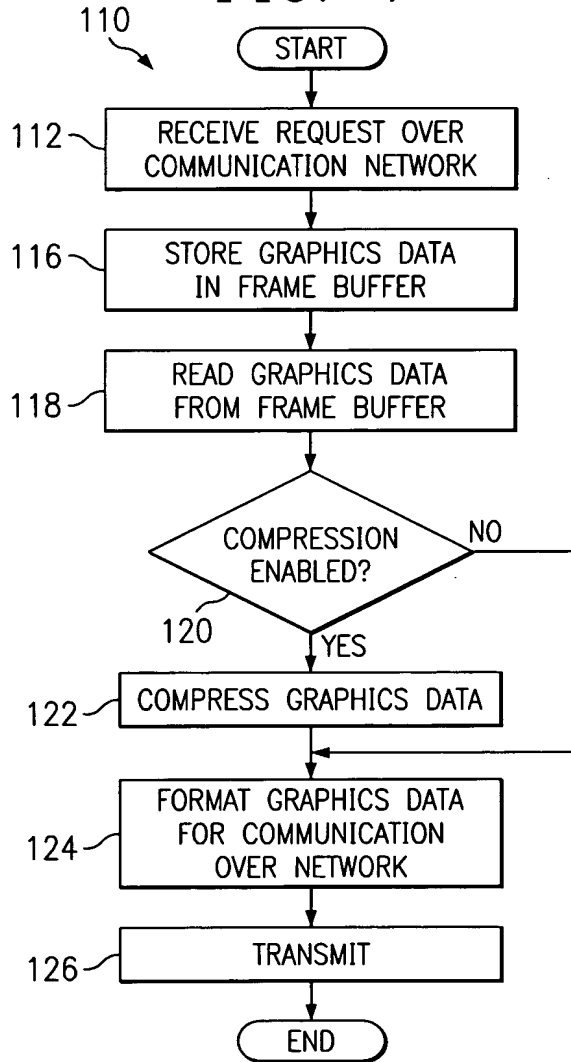 110
START
112
RECEIVE REQUEST OVER
COMMUNICATION NETWORK
116
STORE GRAPHICS DATA
IN FRAME BUFFER
118
READ GRAPHICS DATA
FROM FRAME BUFFER
COMPRESSION
ENABLED?
NO
120
YES
122
COMPRESS GRAPHICS DATA
124
FORMAT GRAPHICS DATA
FOR COMMUNICATION
OVER NETWORK
126
TRANSMIT
END